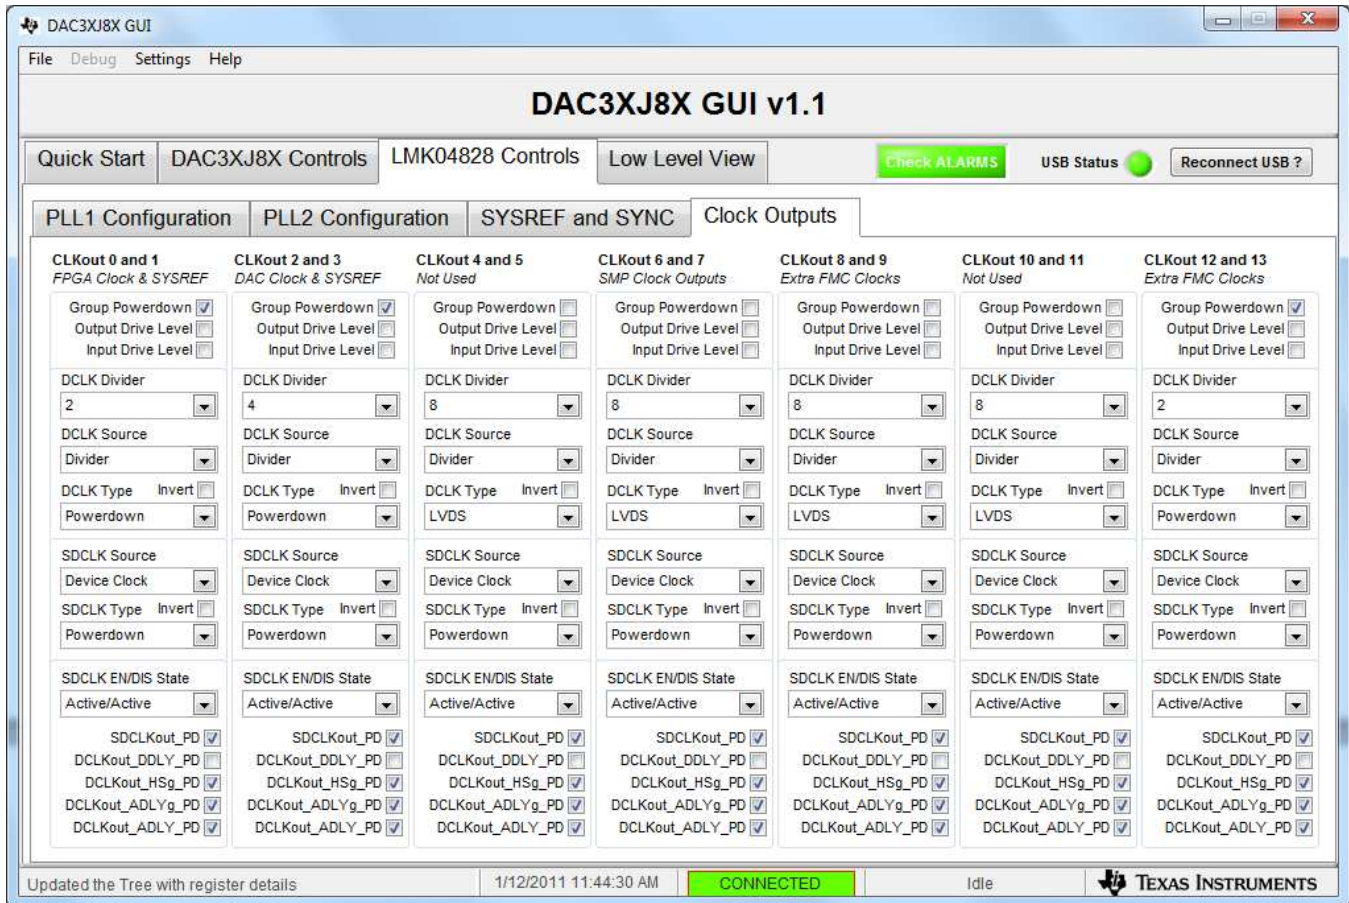 DAC3XJ8X GUI
File Debug Settings Help
DAC3XJ8X GUI v1.1
Quick Start DAC3XJ8X Controls LMK04828 Controls Low Level View Check ALARMS USB Status Reconnect USB ?
PLL1 Configuration PLL2 Configuration SYSREF and SYNC Clock Outputs
CLKout 0 and 1 CLKout 2 and 3 CLKout 4 and 5 CLKout 6 and 7 CLKout 8 and 9 CLKout 10 and 11 CLKout 12 and 13
FPGA Clock & SYSREF DAC Clock & SYSREF Not Used SMP Clock Outputs Extra FMC Clocks Not Used Extra FMC Clocks
Group Powerdown Group Powerdown Group Powerdown Group Powerdown Group Powerdown Group Powerdown Group Powerdown
Output Drive Level Output Drive Level Output Drive Level Output Drive Level Output Drive Level Output Drive Level Output Drive Level
Input Drive Level Input Drive Level Input Drive Level Input Drive Level Input Drive Level Input Drive Level Input Drive Level
DCLK Divider DCLK Divider DCLK Divider DCLK Divider DCLK Divider DCLK Divider DCLK Divider
2 4 8 8 8 8 2
DCLK Source DCLK Source DCLK Source DCLK Source DCLK Source DCLK Source DCLK Source
Divider Divider Divider Divider Divider Divider Divider
DCLK Type Invert DCLK Type Invert DCLK Type Invert DCLK Type Invert DCLK Type Invert DCLK Type Invert DCLK Type Invert
Powerdown Powerdown LVDS LVDS LVDS LVDS Powerdown
SDCLK Source SDCLK Source SDCLK Source SDCLK Source SDCLK Source SDCLK Source SDCLK Source
Device Clock Device Clock Device Clock Device Clock Device Clock Device Clock Device Clock
SDCLK Type Invert SDCLK Type Invert SDCLK Type Invert SDCLK Type Invert SDCLK Type Invert SDCLK Type Invert SDCLK Type Invert
Powerdown Powerdown Powerdown Powerdown Powerdown Powerdown Powerdown
SDCLK EN/DIS State SDCLK EN/DIS State SDCLK EN/DIS State SDCLK EN/DIS State SDCLK EN/DIS State SDCLK EN/DIS State SDCLK EN/DIS State
Active/Active Active/Active Active/Active Active/Active Active/Active Active/Active Active/Active
SDCLKout_PD SDCLKout_PD SDCLKout_PD SDCLKout_PD SDCLKout_PD SDCLKout_PD SDCLKout_PD
DCLKout_DDLY_PD DCLKout_DDLY_PD DCLKout_DDLY_PD DCLKout_DDLY_PD DCLKout_DDLY_PD DCLKout_DDLY_PD DCLKout_DDLY_PD
DCLKout_HSg_PD DCLKout_HSg_PD DCLKout_HSg_PD DCLKout_HSg_PD DCLKout_HSg_PD DCLKout_HSg_PD DCLKout_HSg_PD
DCLKout_ADLYg_PD DCLKout_ADLYg_PD DCLKout_ADLYg_PD DCLKout_ADLYg_PD DCLKout_ADLYg_PD DCLKout_ADLYg_PD DCLKout_ADLYg_PD
DCLKout_ADLY_PD DCLKout_ADLY_PD DCLKout_ADLY_PD DCLKout_ADLY_PD DCLKout_ADLY_PD DCLKout_ADLY_PD DCLKout_ADLY_PD
Updated the Tree with register details 1/12/2011 11:44:30 AM CONNECTED Idle TEXAS INSTRUMENTS